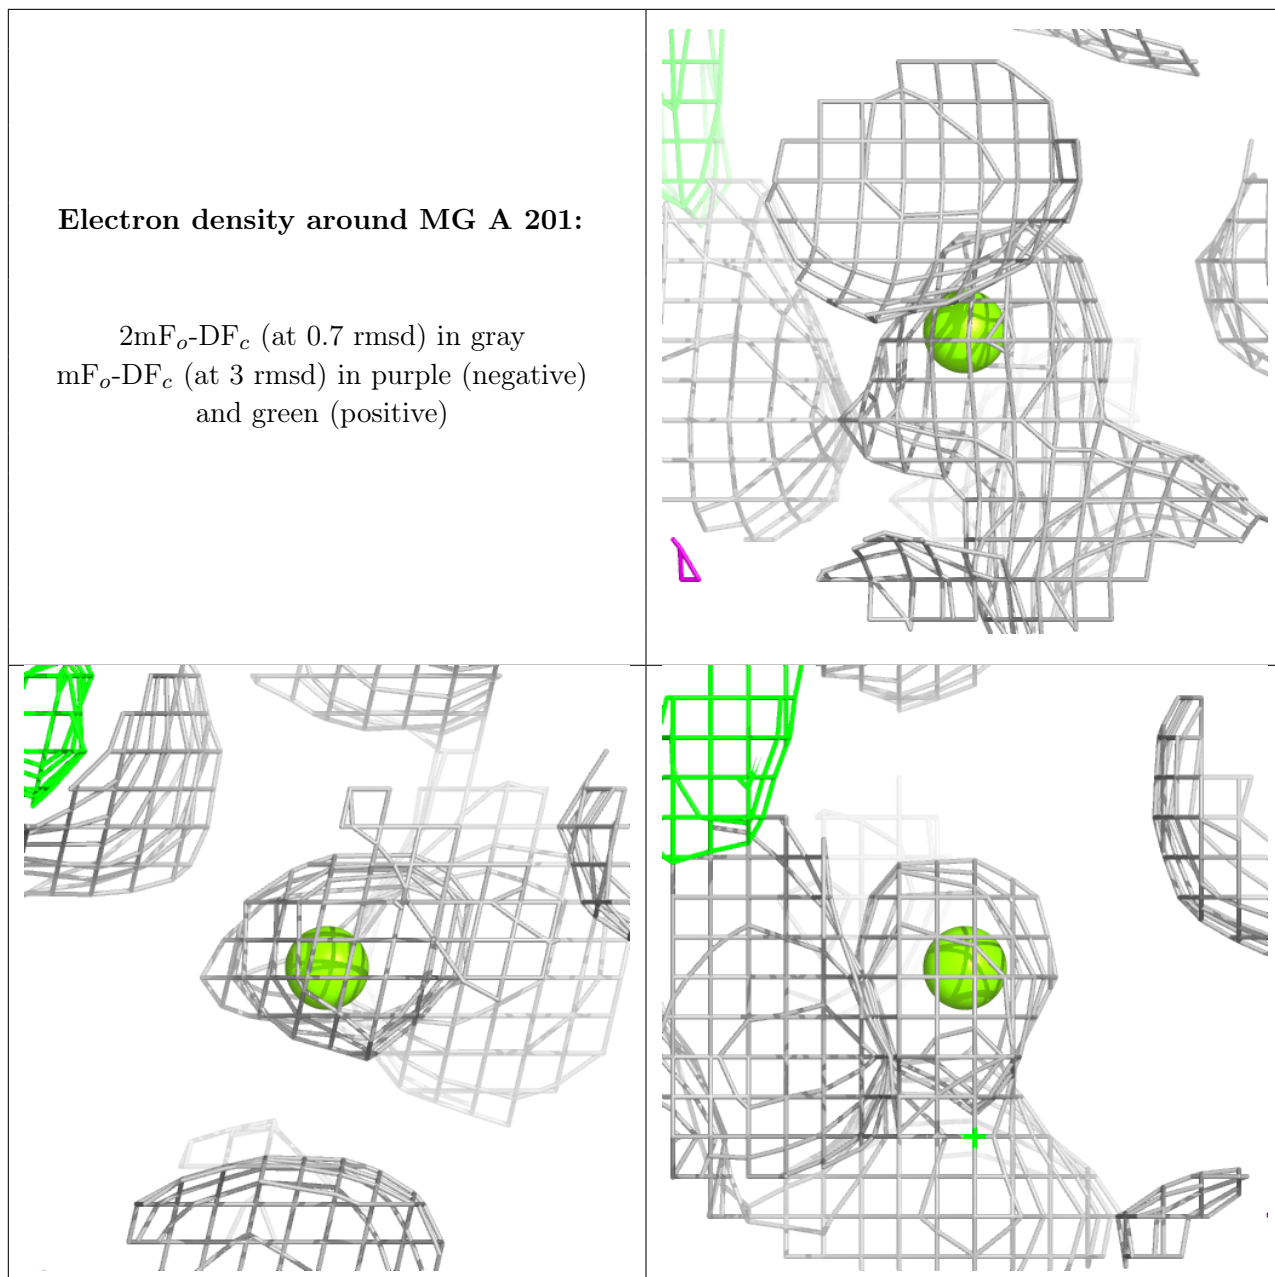 Electron density around MG A 201:
2mFo-DFc (at 0.7 rmsd) in gray
mFo-DFc (at 3 rmsd) in purple (negative)
and green (positive)